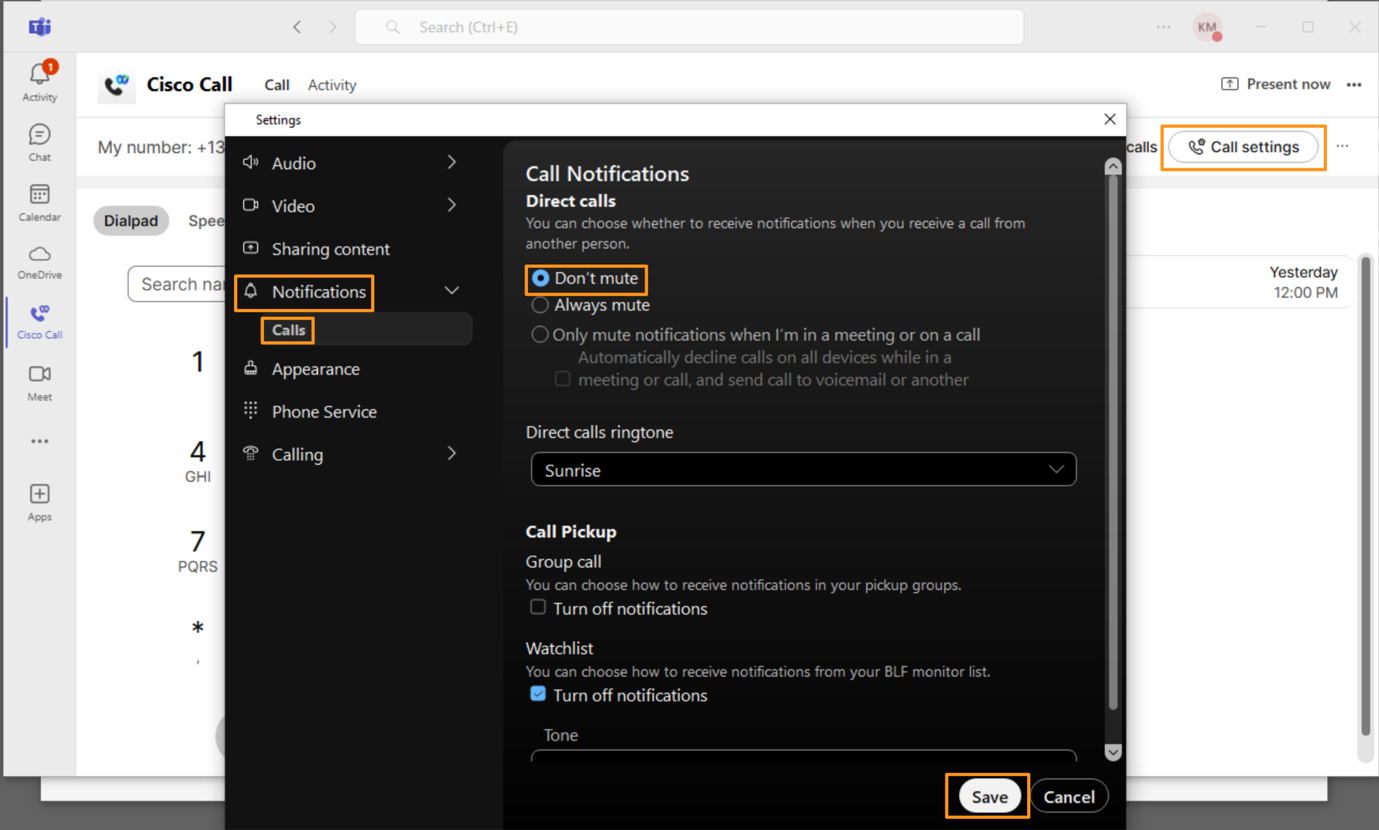 Search (Ctrl+E)
KM
1
Activity
Chat
Calendar
OneDrive
Cisco Call
Meet
Apps
Cisco Call
Call
Activity
Present now
My number: +13
calls
Call settings
Dialpad
Spee
Search nar
Yesterday
12:00 PM
1
4
GHI
7
PQRS
*
,
Settings
Audio
Video
Sharing content
Notifications
Calls
Appearance
Phone Service
Calling
Call Notifications
Direct calls
You can choose whether to receive notifications when you receive a call from
another person.
Don't mute
Always mute
Only mute notifications when I'm in a meeting or on a call
Automatically decline calls on all devices while in a
meeting or call, and send call to voicemail or another
Direct calls ringtone
Sunrise
Call Pickup
Group call
You can choose how to receive notifications in your pickup groups.
Turn off notifications
Watchlist
You can choose how to receive notifications from your BLF monitor list.
Turn off notifications
Tone
Save
Cancel